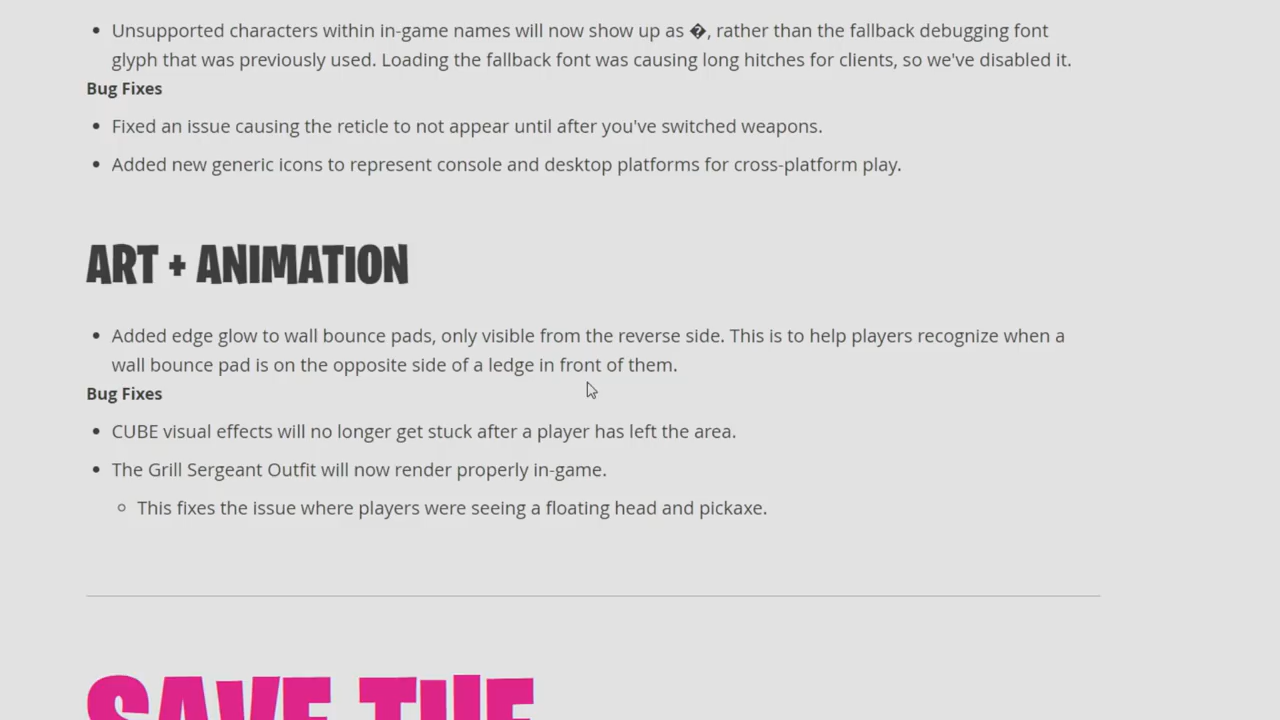 • Unsupported characters within in-game names will now show up as �, rather than the fallback debugging font
glyph that was previously used. Loading the fallback font was causing long hitches for clients, so we've disabled it.
Bug Fixes
• Fixed an issue causing the reticle to not appear until after you've switched weapons.
• Added new generic icons to represent console and desktop platforms for cross-platform play.
ART + ANIMATION
• Added edge glow to wall bounce pads, only visible from the reverse side. This is to help players recognize when a
wall bounce pad is on the opposite side of a ledge in front of them.
Bug Fixes
• CUBE visual effects will no longer get stuck after a player has left the area.
• The Grill Sergeant Outfit will now render properly in-game.
◦ This fixes the issue where players were seeing a floating head and pickaxe.
SAVE THE